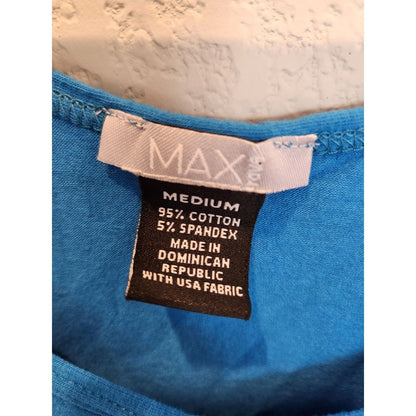 MAX
MEDIUM
95% COTTON
5% SPANDEX
MADE IN
DOMINICAN
REPUBLIC
WITH USA FABRIC